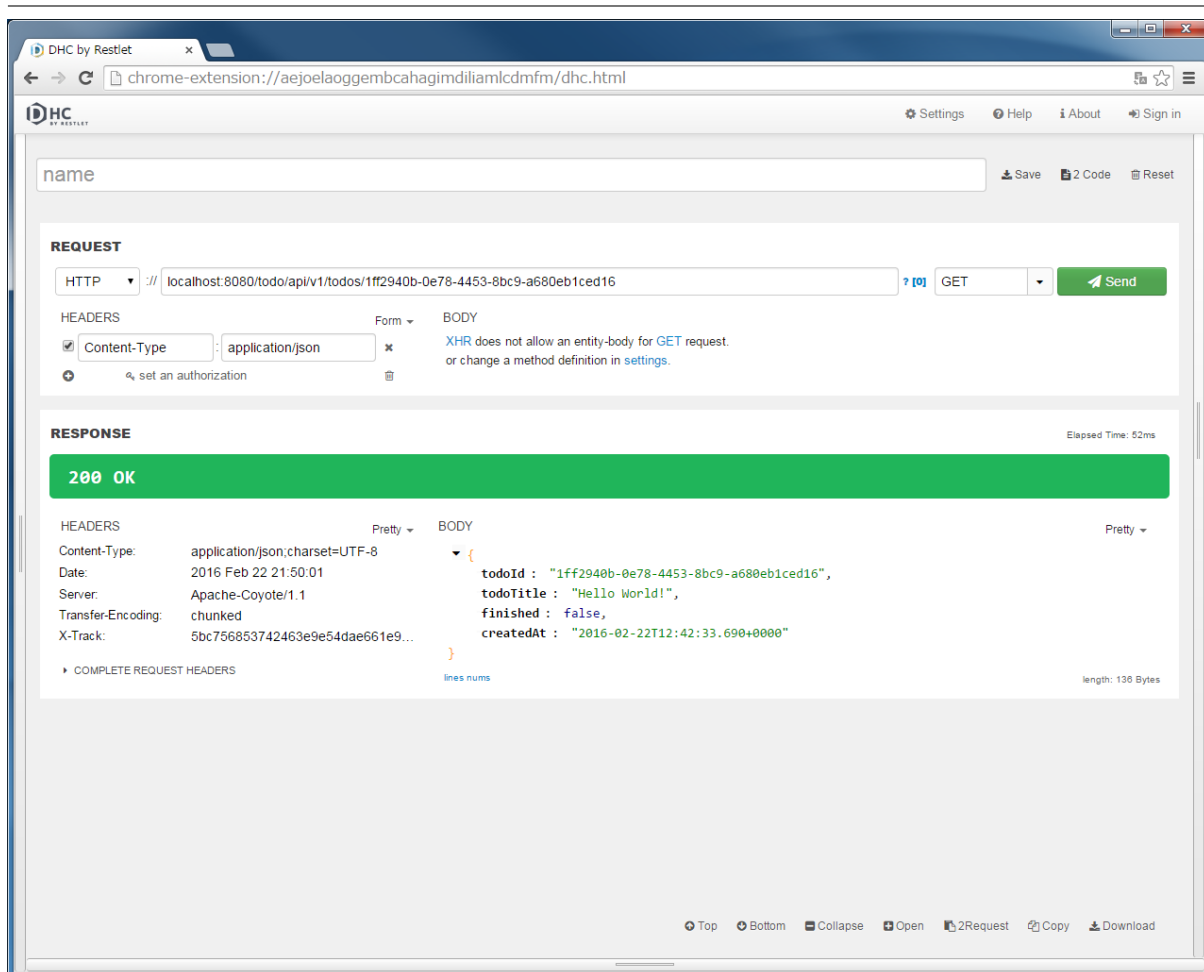 DHC by Restlet
chrome-extension://aejoelaoggembcahagimdiliamlcdmfm/dhc.html
DHC BY RESTLET Settings Help About Sign in
name Save 2 Code Reset
REQUEST
HTTP :// localhost:8080/todo/api/v1/todos/1ff2940b-0e78-4453-8bc9-a680eb1ced16 ? [0] GET Send
HEADERS Form BODY
Content-Type : application/json XHR does not allow an entity-body for GET request.
or change a method definition in settings.
set an authorization
RESPONSE Elapsed Time: 52ms
200 OK
HEADERS Pretty BODY Pretty
Content-Type: application/json;charset=UTF-8 {
Date: 2016 Feb 22 21:50:01 todoId : "1ff2940b-0e78-4453-8bc9-a680eb1ced16",
Server: Apache-Coyote/1.1 todoTitle : "Hello World!",
Transfer-Encoding: chunked finished : false,
X-Track: 5bc756853742463e9e54dae661e9... createdAt : "2016-02-22T12:42:33.690+0000"
}
COMPLETE REQUEST HEADERS lines nums length: 136 Bytes
Top Bottom Collapse Open 2Request Copy Download